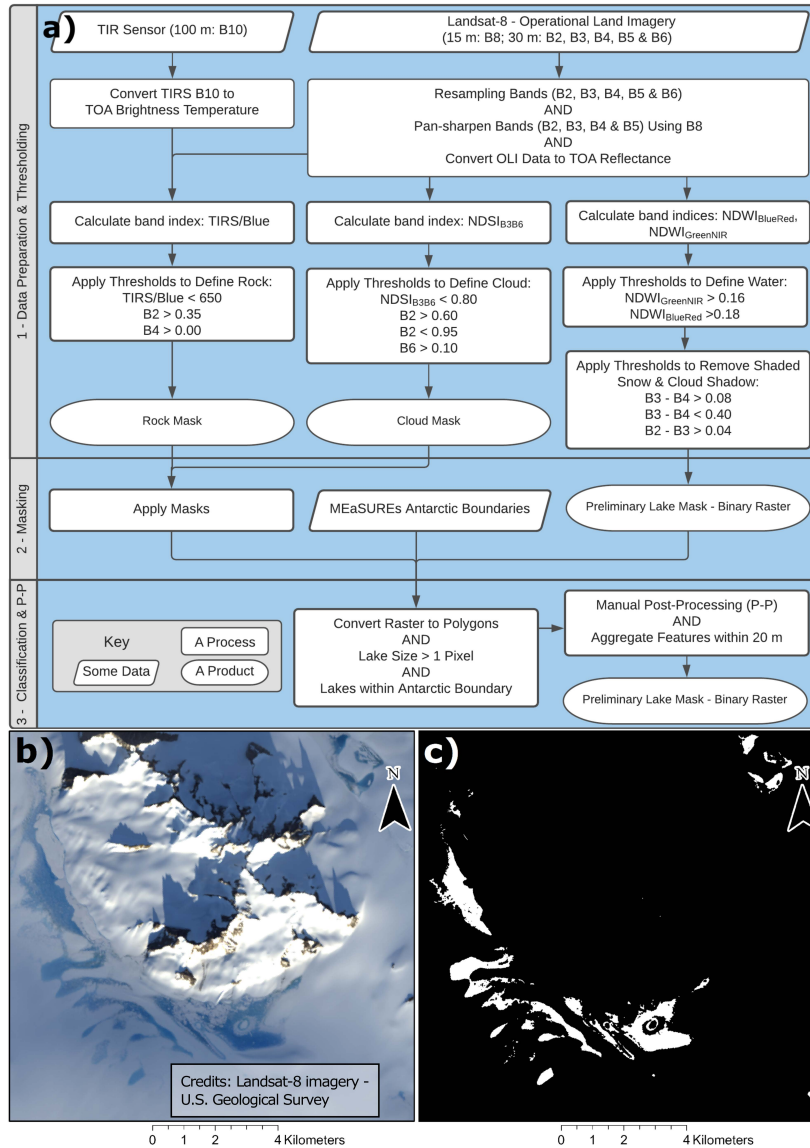 a)
TIR Sensor (100 m: B10)
Landsat-8 - Operational Land Imagery
(15 m: B8; 30 m: B2, B3, B4, B5 & B6)
1 - Data Preparation & Thresholding
Convert TIRS B10 to
TOA Brightness Temperature
Resampling Bands (B2, B3, B4, B5 & B6)
AND
Pan-sharpen Bands (B2, B3, B4 & B5) Using B8
AND
Convert OLI Data to TOA Reflectance
Calculate band index: TIRS/Blue
Calculate band index: NDSI_B3B6
Calculate band indices: NDWI_BlueRed,
NDWI_GreenNIR
Apply Thresholds to Define Rock:
TIRS/Blue < 650
B2 > 0.35
B4 > 0.00
Apply Thresholds to Define Cloud:
NDSI_B3B6 < 0.80
B2 > 0.60
B2 < 0.95
B6 > 0.10
Apply Thresholds to Define Water:
NDWI_GreenNIR > 0.16
NDWI_BlueRed >0.18
Apply Thresholds to Remove Shaded
Snow & Cloud Shadow:
B3 - B4 > 0.08
B3 - B4 < 0.40
B2 - B3 > 0.04
Rock Mask
Cloud Mask
2 - Masking
Apply Masks
MEaSUREs Antarctic Boundaries
Preliminary Lake Mask - Binary Raster
3 - Classification & P-P
Key
A Process
Some Data
A Product
Convert Raster to Polygons
AND
Lake Size > 1 Pixel
AND
Lakes within Antarctic Boundary
Manual Post-Processing (P-P)
AND
Aggregate Features within 20 m
Preliminary Lake Mask - Binary Raster
b)
N
Credits: Landsat-8 imagery -
U.S. Geological Survey
0 1 2 4 Kilometers
c)
N
0 1 2 4 Kilometers